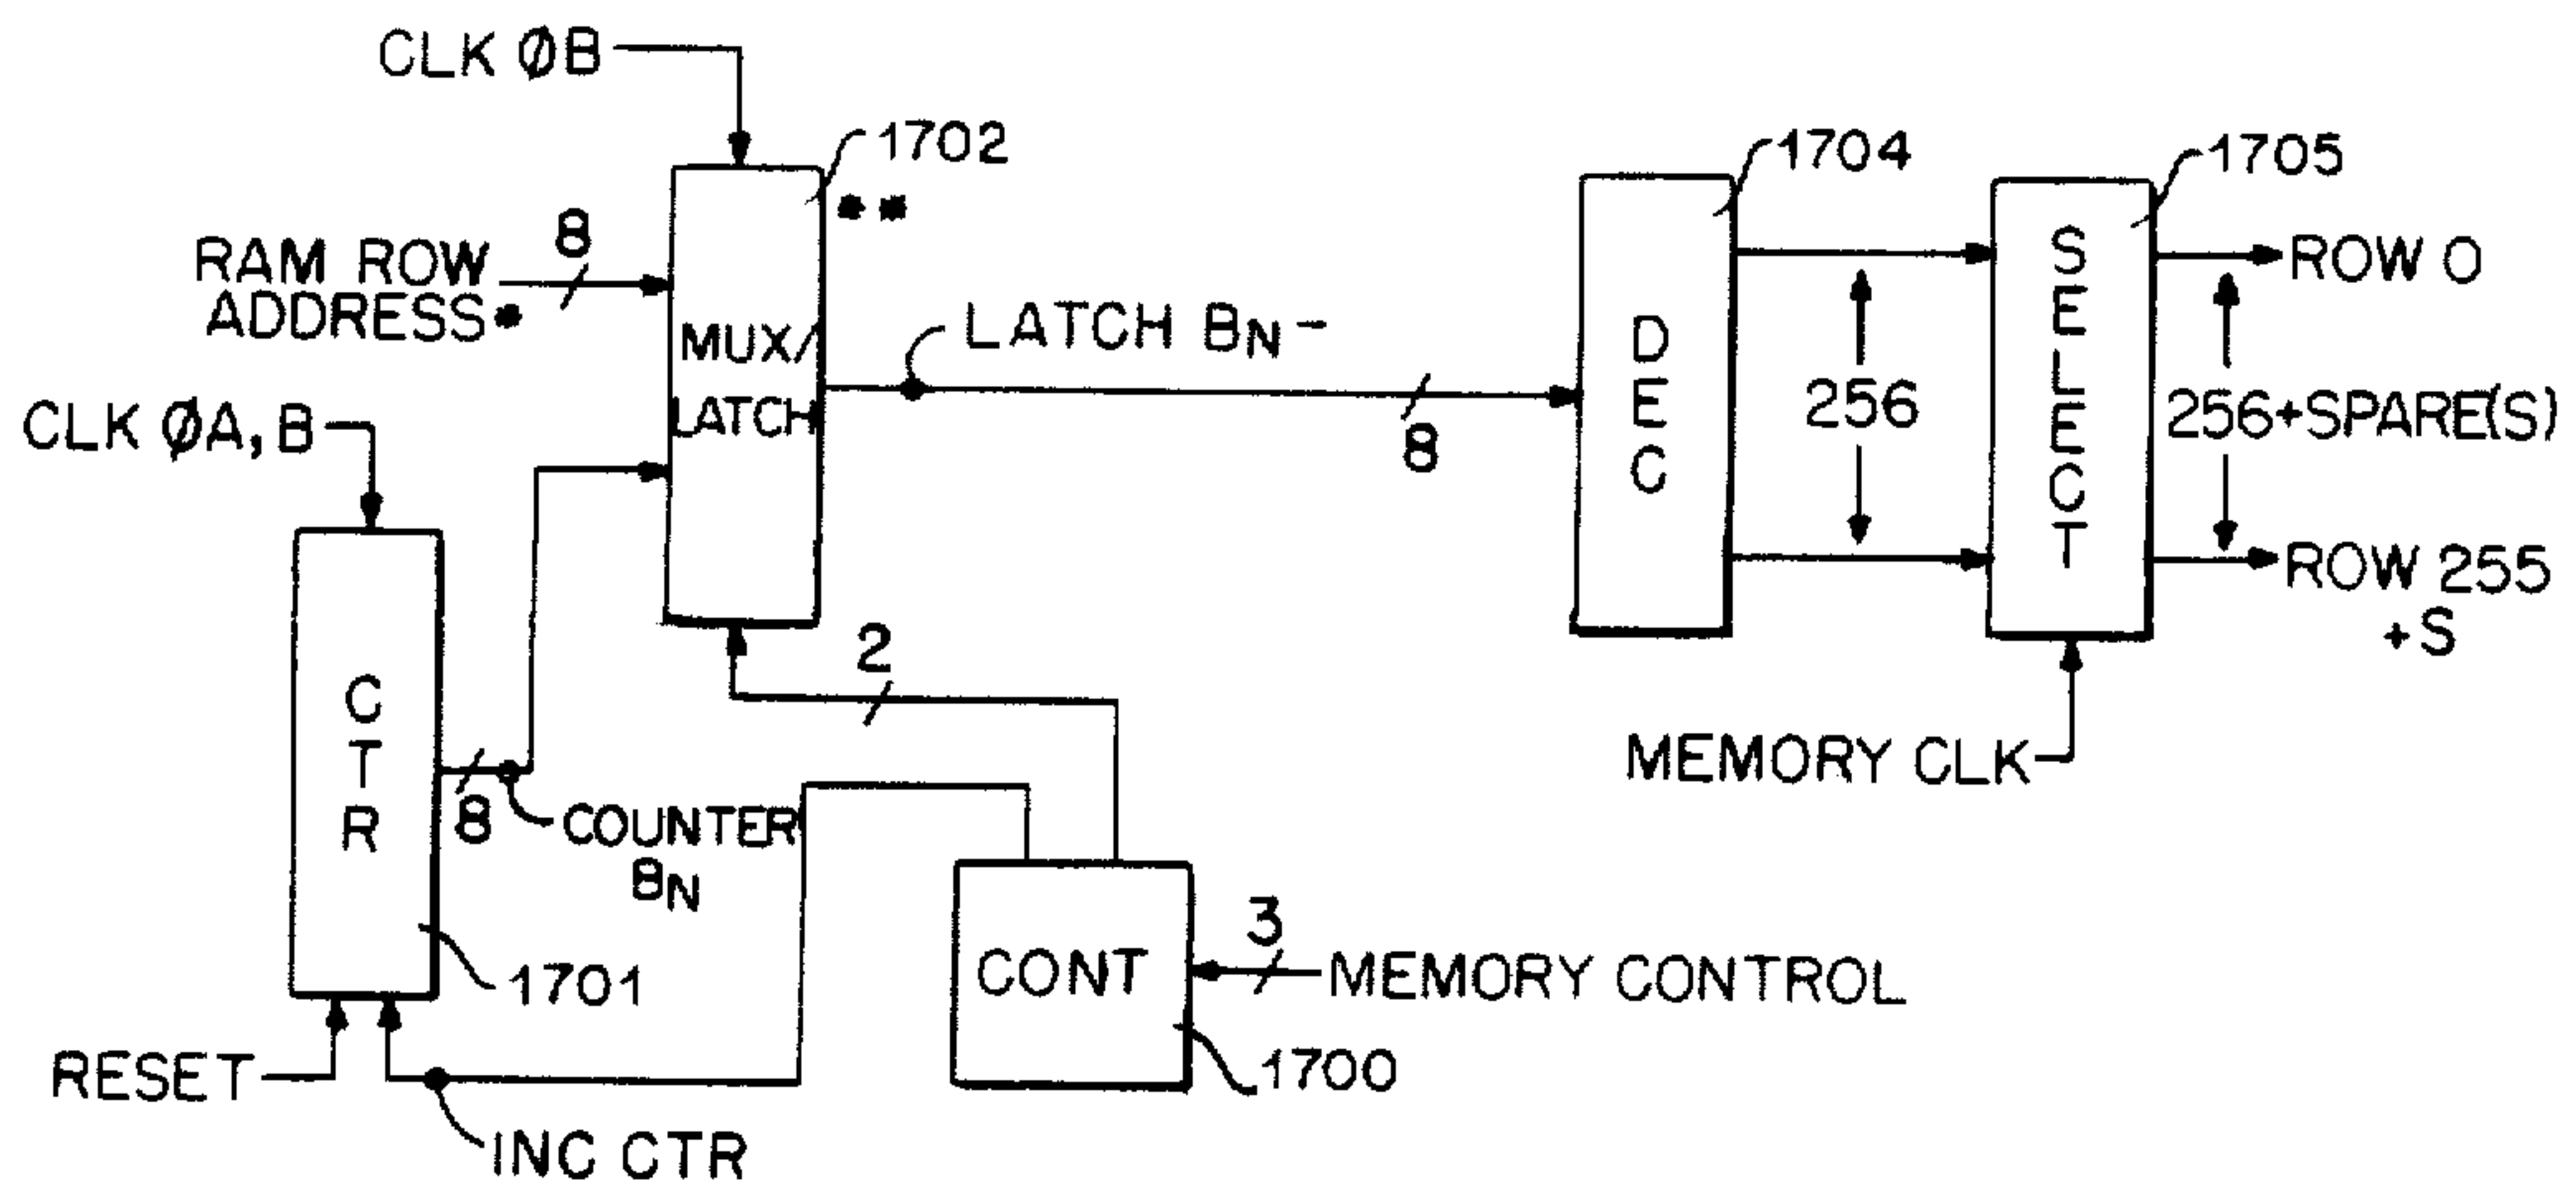 CLK ØB
1702
**
1704
1705
8
RAM ROW
ADDRESS*
MUX/
LATCH
LATCH BN -
8
DEC
256
SELECT
ROW 0
256+SPARE(S)
ROW 255
+S
CLK ØA, B
MEMORY CLK
CTR
8
COUNTER
BN
2
1701
RESET
INC CTR
CONT
3
MEMORY CONTROL
1700